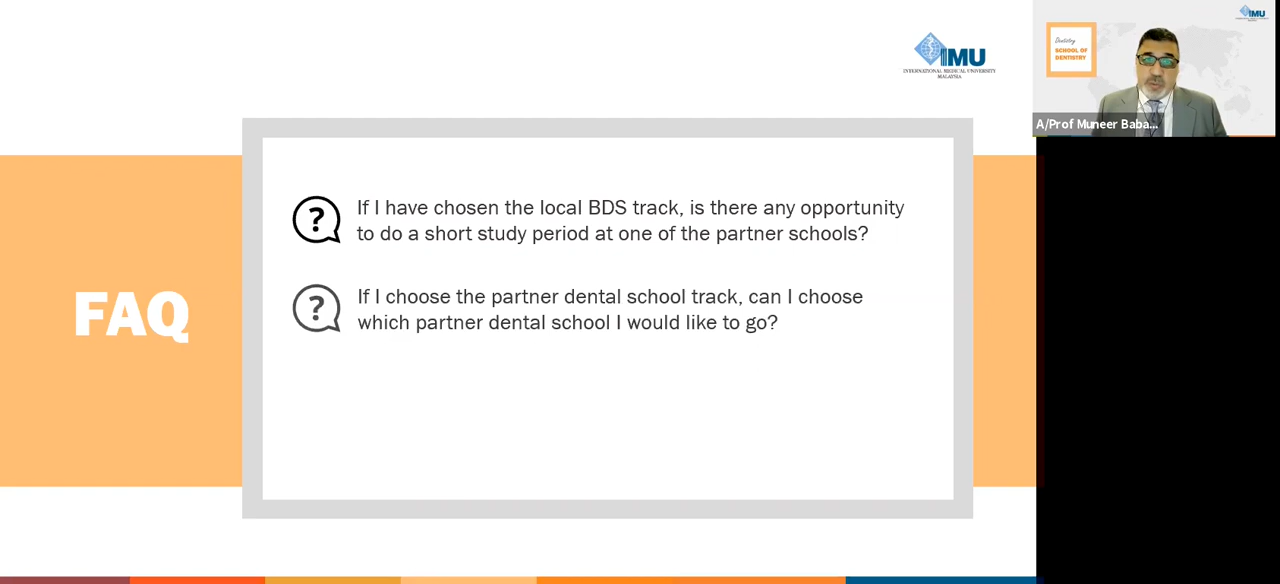 IMU
INTERNATIONAL MEDICAL UNIVERSITY
MALAYSIA
IMU
Dentistry
SCHOOL OF
DENTISTRY
A/Prof Muneer Baba...
FAQ
? If I have chosen the local BDS track, is there any opportunity
to do a short study period at one of the partner schools?
? If I choose the partner dental school track, can I choose
which partner dental school I would like to go?